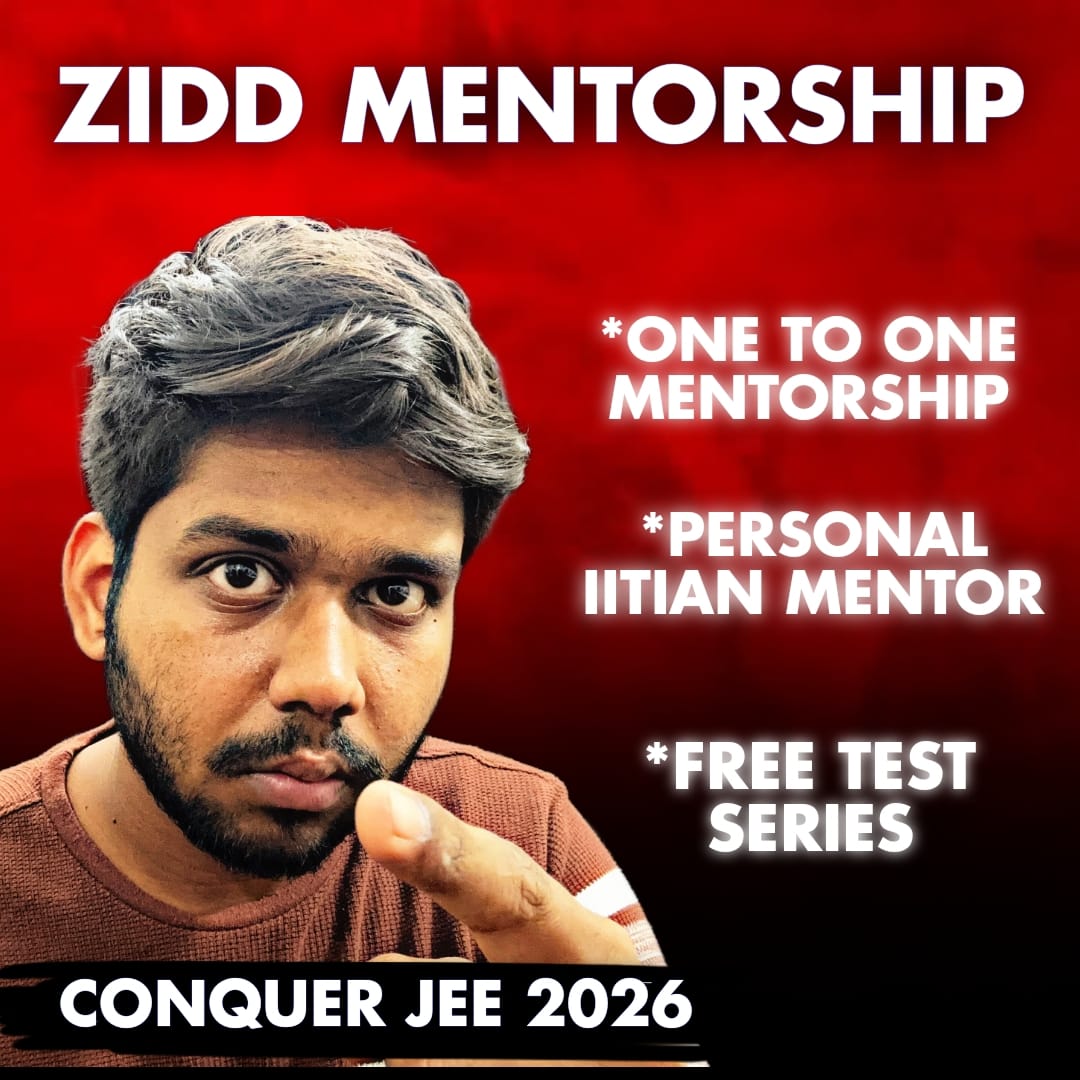 ZIDD MENTORSHIP
*ONE TO ONE
MENTORSHIP
*PERSONAL
IITIAN MENTOR
*FREE TEST
SERIES
CONQUER JEE 2026